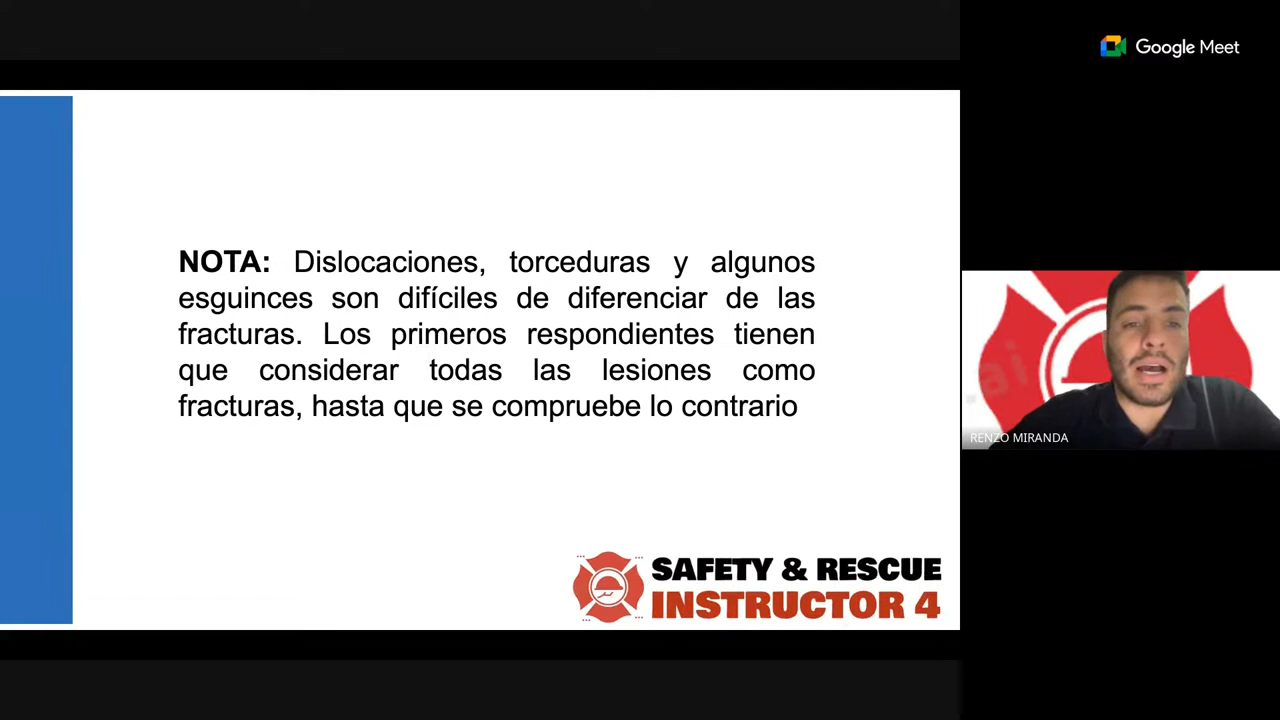 Google Meet
NOTA: Dislocaciones, torceduras y algunos
esguinces son difíciles de diferenciar de las
fracturas. Los primeros respondientes tienen
que considerar todas las lesiones como
fracturas, hasta que se compruebe lo contrario
RENZO MIRANDA
SAFETY & RESCUE
INSTRUCTOR 4